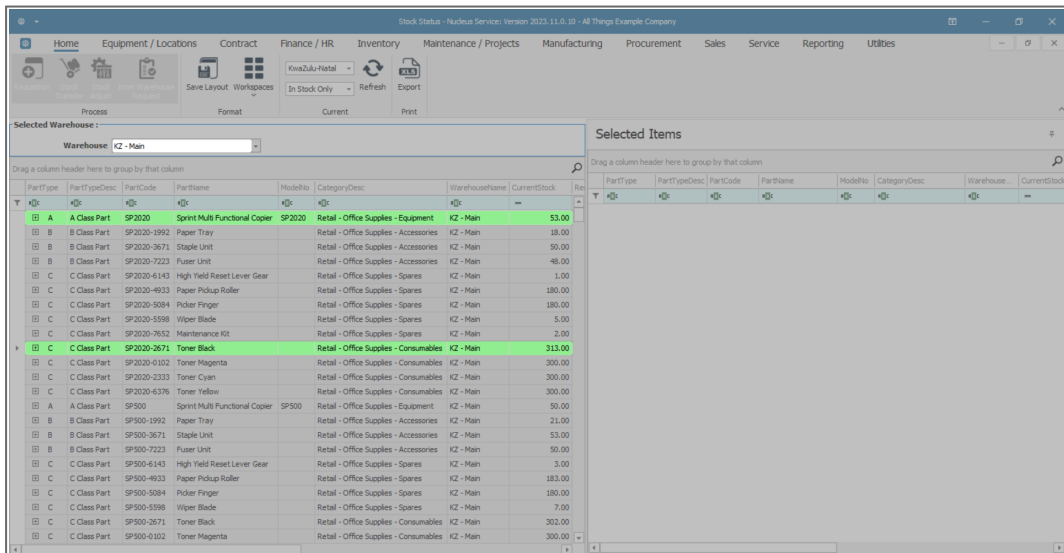 Stock Status - Nucleus Service: Version 2023.11.0.10 - All Things Example Company
Home Equipment / Locations Contract Finance / HR Inventory Maintenance / Projects Manufacturing Procurement Sales Service Reporting Utilities
Save Layout Workspaces KwaZulu-Natal In Stock Only Refresh Export
Process Format Current Print
Selected Warehouse :
Warehouse KZ - Main
Selected Items
Drag a column header here to group by that column
Drag a column header here to group by that column
PartType PartTypeDesc PartCode PartName ModelNo CategoryDesc WarehouseName CurrentStock
PartType PartTypeDesc PartCode PartName ModelNo CategoryDesc Warehouse... CurrentStock
A A Class Part SP2020 Sprint Multi Functional Copier SP2020 Retail - Office Supplies - Equipment KZ - Main 53.00
B B Class Part SP2020-1992 Paper Tray Retail - Office Supplies - Accessories KZ - Main 18.00
B B Class Part SP2020-3671 Staple Unit Retail - Office Supplies - Accessories KZ - Main 50.00
B B Class Part SP2020-7223 Fuser Unit Retail - Office Supplies - Accessories KZ - Main 48.00
C C Class Part SP2020-6143 High Yield Reset Lever Gear Retail - Office Supplies - Spares KZ - Main 1.00
C C Class Part SP2020-4933 Paper Pickup Roller Retail - Office Supplies - Spares KZ - Main 180.00
C C Class Part SP2020-5084 Picker Finger Retail - Office Supplies - Spares KZ - Main 180.00
C C Class Part SP2020-5598 Wiper Blade Retail - Office Supplies - Spares KZ - Main 5.00
C C Class Part SP2020-7652 Maintenance Kit Retail - Office Supplies - Spares KZ - Main 2.00
C C Class Part SP2020-2671 Toner Black Retail - Office Supplies - Consumables KZ - Main 313.00
C C Class Part SP2020-0102 Toner Magenta Retail - Office Supplies - Consumables KZ - Main 300.00
C C Class Part SP2020-2333 Toner Cyan Retail - Office Supplies - Consumables KZ - Main 300.00
C C Class Part SP2020-6376 Toner Yellow Retail - Office Supplies - Consumables KZ - Main 300.00
A A Class Part SP500 Sprint Multi Functional Copier SP500 Retail - Office Supplies - Equipment KZ - Main 50.00
B B Class Part SP500-1992 Paper Tray Retail - Office Supplies - Accessories KZ - Main 21.00
B B Class Part SP500-3671 Staple Unit Retail - Office Supplies - Accessories KZ - Main 53.00
B B Class Part SP500-7223 Fuser Unit Retail - Office Supplies - Accessories KZ - Main 50.00
C C Class Part SP500-6143 High Yield Reset Lever Gear Retail - Office Supplies - Spares KZ - Main 3.00
C C Class Part SP500-4933 Paper Pickup Roller Retail - Office Supplies - Spares KZ - Main 183.00
C C Class Part SP500-5084 Picker Finger Retail - Office Supplies - Spares KZ - Main 180.00
C C Class Part SP500-5598 Wiper Blade Retail - Office Supplies - Spares KZ - Main 7.00
C C Class Part SP500-2671 Toner Black Retail - Office Supplies - Consumables KZ - Main 302.00
C C Class Part SP500-0102 Toner Magenta Retail - Office Supplies - Consumables KZ - Main 300.00